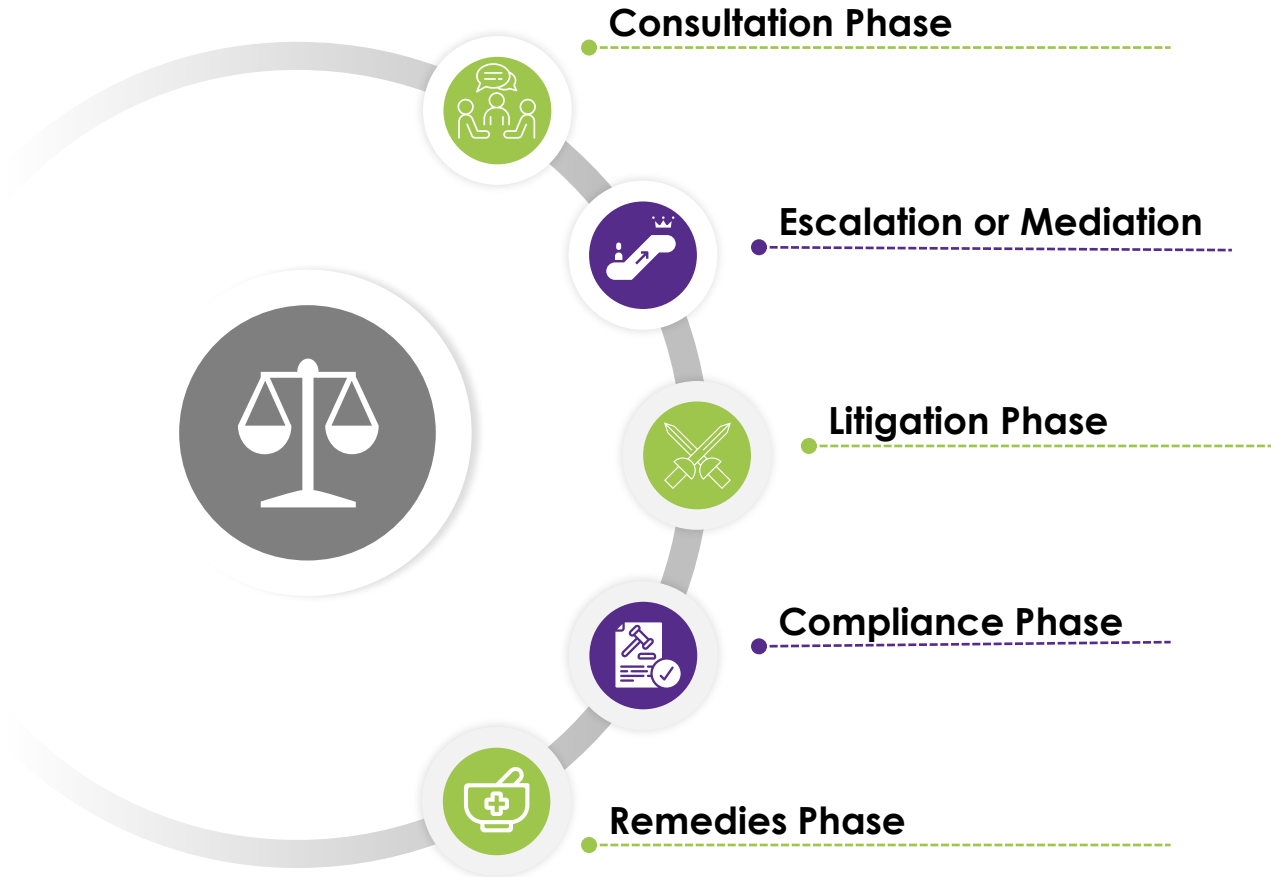 Consultation Phase
Escalation or Mediation
Litigation Phase
Compliance Phase
Remedies Phase